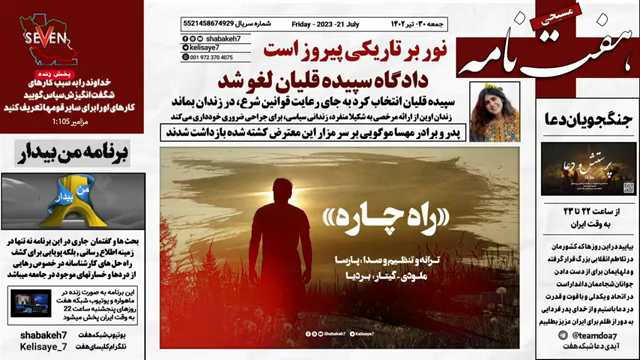 هفت نامه
مسیحی
جمعه ۳۰- تیر ۱۴۰۲
Friday - 2023 -21 July
شماره سریال 5521458674929
shabakeh7
kelisaye7
001 972 370 4075
نور بر تاریکی پیروز است
دادگاه سپیده قلیان لغو شد
سپیده قلیان انتخاب کرد به جای رعایت قوانین شرع، در زندان بماند
زندان اوین از ارائه مرخصی به شکیلا منفرد، زندانی سیاسی، برای جراحی ضروری خودداری می کند
پدر و برادر مهسا موگویی بر سر مزار این معترض کشته شده بازداشت شدند
SEVEN
پخش زنده
خداوند را به سبب کارهای
شگفت انگیزش سپاس گویید
کارهای او را برای سایر قومها تعریف کنید
مزامیر 1:105
برنامه من بیدار
من
بیدار
بحث ها و گفتمان جاری در این برنامه نه تنها در
زمینه اطلاع رسانی , بلکه پویایی برای کشف
راه حل های کارشناسانه در خصوص رهایی
از دردها و خسارتهای موجود در جامعه میباشد
این برنامه به صورت زنده در
ماهواره و یوتیوب شبکه هفت
روزهای پنجشنبه ساعت 22
به وقت ایران پخش میشود
یوتیوب شبکه هفت shabakeh7
تلگرام کلیسای هفت Kelisaye_7
«راه چاره»
ترانه و تنظیم و صدا : پارسا
ملودی - گیتار : بردیا
Shabakeh7
جنگجویان دعا
پرستش و دعا
از ساعت ۲۲ تا ۲۳
به وقت ایران
بیایید در این روزها که کشورمان
در تلاطم انقلابی بزرگ قرار گرفته
و دلهایمان برای از دست دادن
جوانان شجاعمان داغدار است
در اتحاد و یکدلی و با قوت و قدرت
در دعا باستیم و از خدای پدر فردایی
به دور از ظلم برای ایران عزیز بطلبیم
@teamdoa7
آیدی دعا شبکه هفت